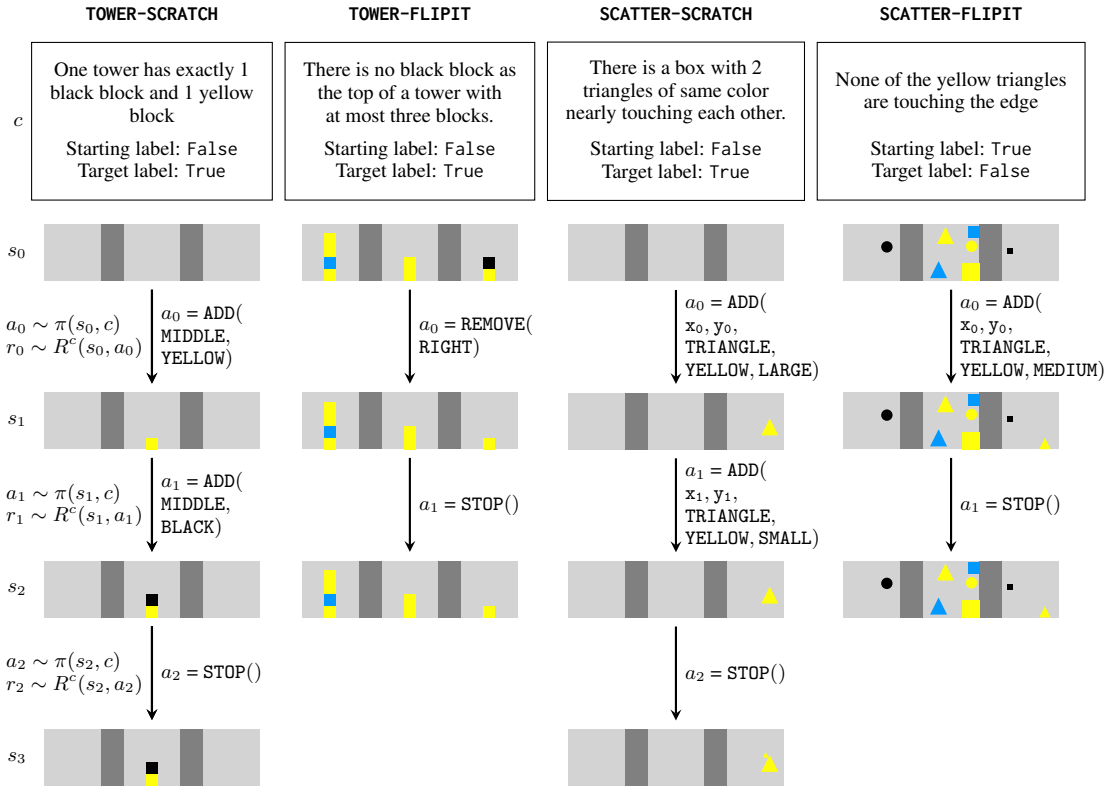 TOWER-SCRATCH
TOWER-FLIPIT
SCATTER-SCRATCH
SCATTER-FLIPIT
c
One tower has exactly 1
black block and 1 yellow
block
Starting label: False
Target label: True
There is no black block as
the top of a tower with
at most three blocks.
Starting label: False
Target label: True
There is a box with 2
triangles of same color
nearly touching each other.
Starting label: False
Target label: True
None of the yellow triangles
are touching the edge
Starting label: True
Target label: False
s₀
a₀ ∼ π(s₀, c)
r₀ ∼ Rᶜ(s₀, a₀)
a₀ = ADD(
MIDDLE,
YELLOW)
a₀ = REMOVE(
RIGHT)
a₀ = ADD(
x₀, y₀,
TRIANGLE,
YELLOW, LARGE)
a₀ = ADD(
x₀, y₀,
TRIANGLE,
YELLOW, MEDIUM)
s₁
a₁ ∼ π(s₁, c)
r₁ ∼ Rᶜ(s₁, a₁)
a₁ = ADD(
MIDDLE,
BLACK)
a₁ = STOP()
a₁ = ADD(
x₁, y₁,
TRIANGLE,
YELLOW, SMALL)
a₁ = STOP()
s₂
a₂ ∼ π(s₂, c)
r₂ ∼ Rᶜ(s₂, a₂)
a₂ = STOP()
a₂ = STOP()
s₃